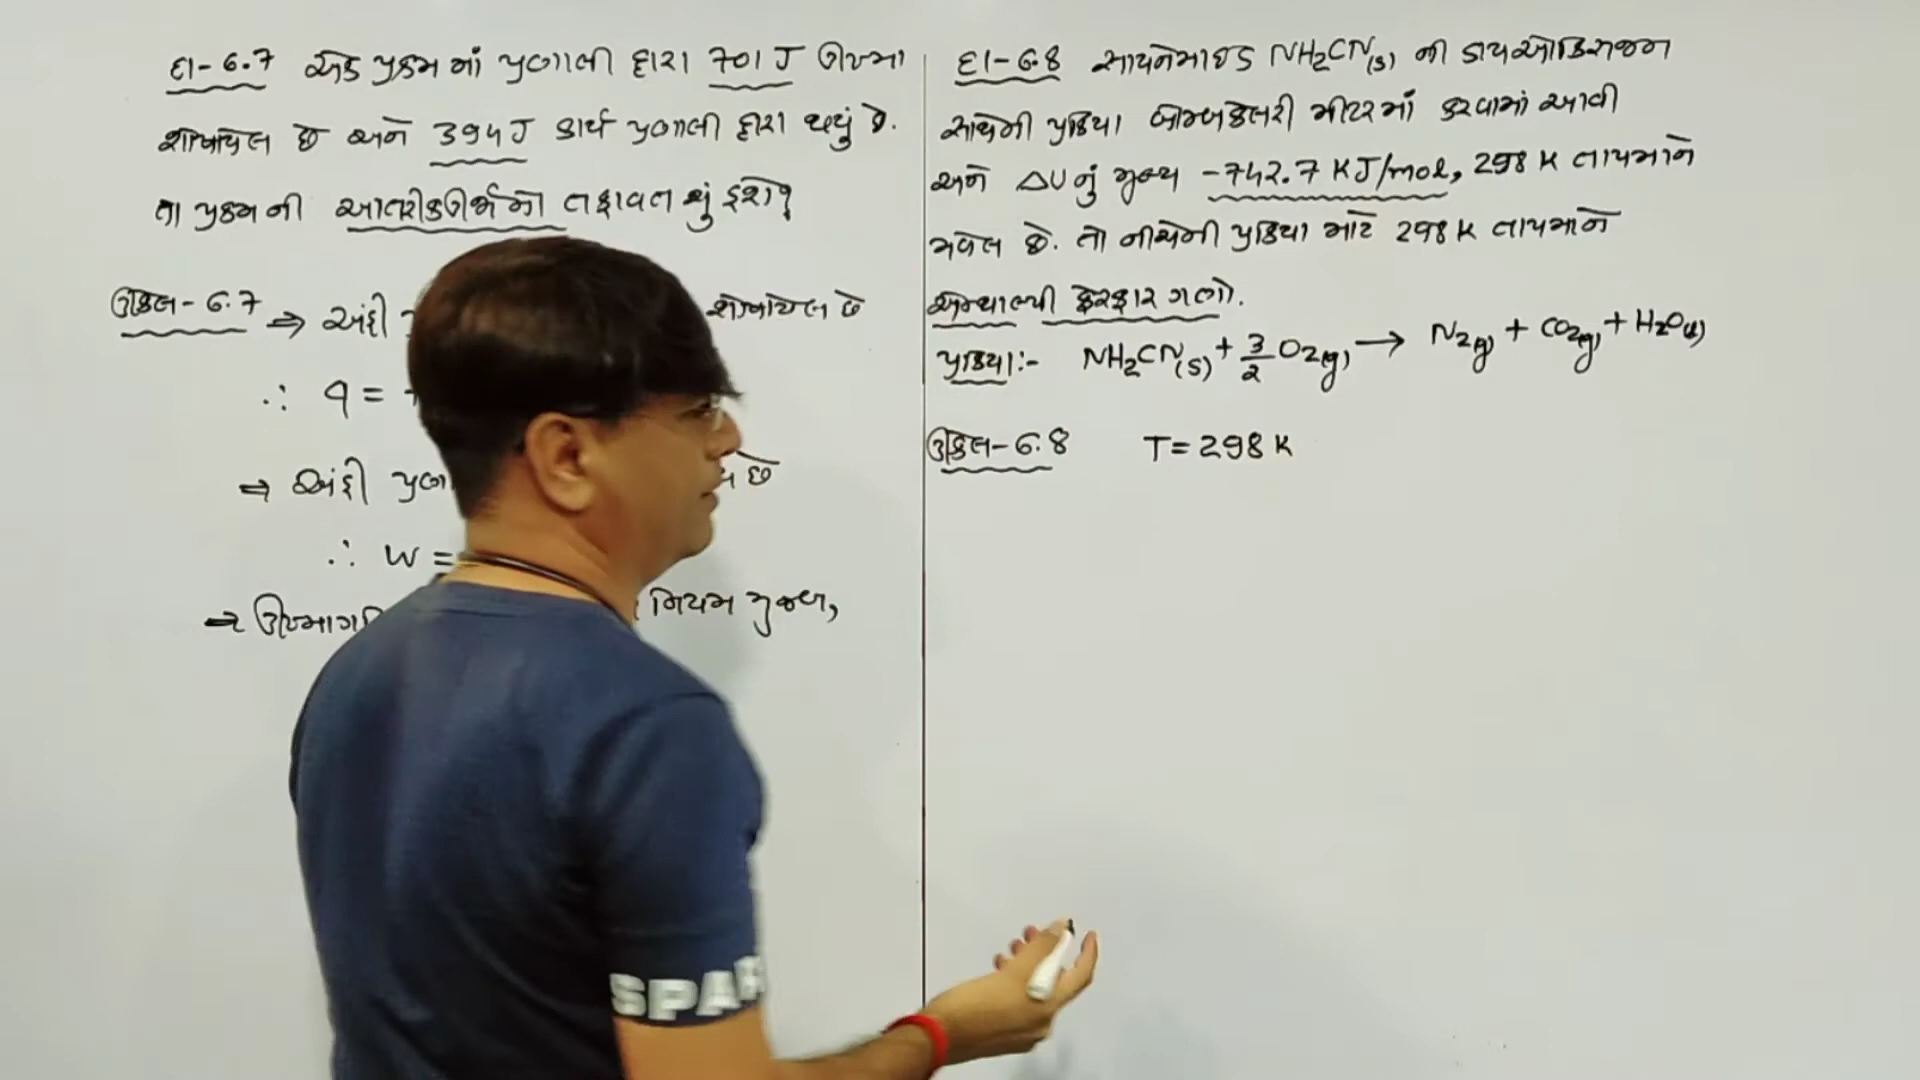 દા-6.7 એક પ્રક્રમ માં પ્રણાલી દ્વારા 701 J ઊષ્મા
શોષાયેલ છે અને 394 J કાર્ય પ્રણાલી દ્વારા થયું છે.
તો પ્રક્રમ ની આંતરીકઊર્જાનો તફાવત શું હશે?
ઉકેલ-6.7 ⇒ અહીં
શોષાયેલ છે
∴ q =
⇒ અહીં
છે
∴ w =
નિયમ મુજબ,
દા-6.8 સાયનેમાઇડ NH₂CN(s) ની ડાયઓક્સિજન
સાથેની પ્રક્રિયા બોમ્બકેલરી મીટરમાં કરવામાં આવી
અને ΔU નું મૂલ્ય -742.7 KJ/mol, 298 K તાપમાને
મળેલ છે. તો નીચેની પ્રક્રિયા માટે 298 K તાપમાને
એન્થાલ્પી ફેરફાર ગણો.
પ્રક્રિયા:- NH₂CN(s) + 3/2 O₂(g) → N₂(g) + CO₂(g) + H₂O(l)
ઉકેલ-6.8 T = 298 K
SPAR